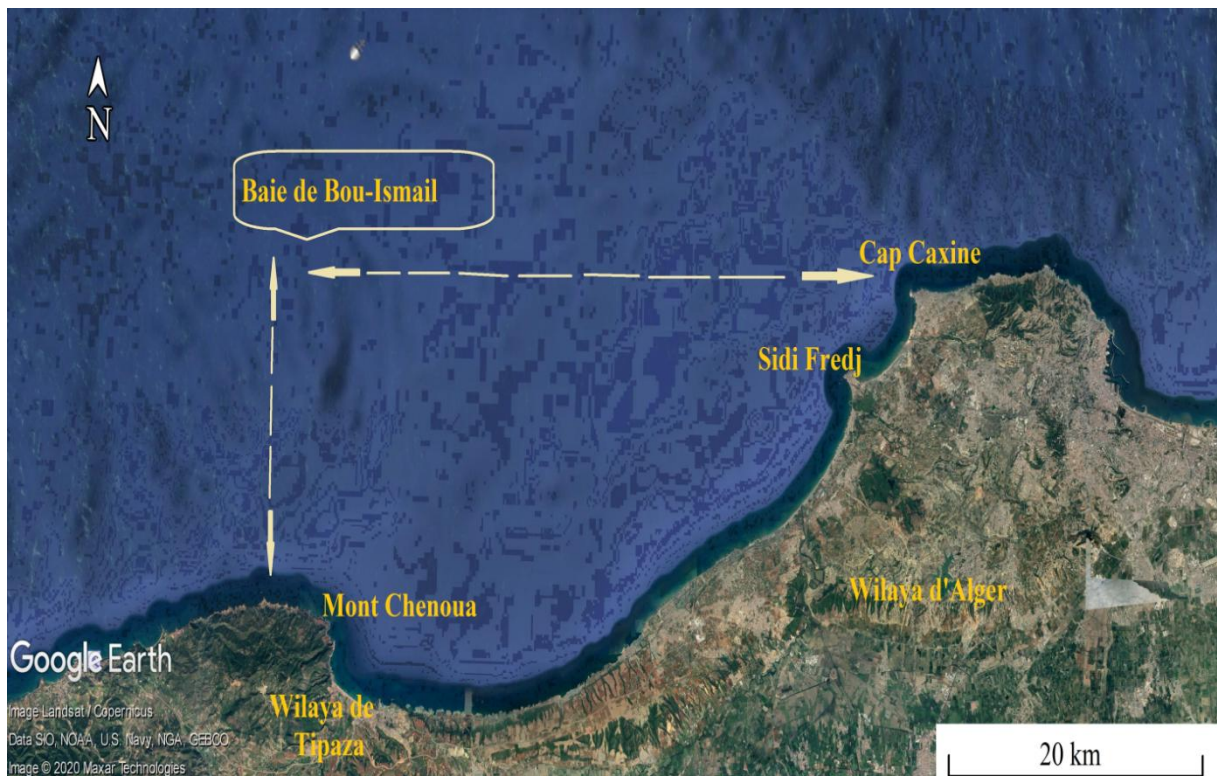 N
Baie de Bou-Ismail
Cap Caxine
Sidi Fredj
Mont Chenoua
Wilaya d'Alger
Google Earth
Wilaya de
Tipaza
Image Landsat / Copernicus
Data SIO, NOAA, U.S. Navy, NGA, GEBCO
Image © 2020 Maxar Technologies
20 km